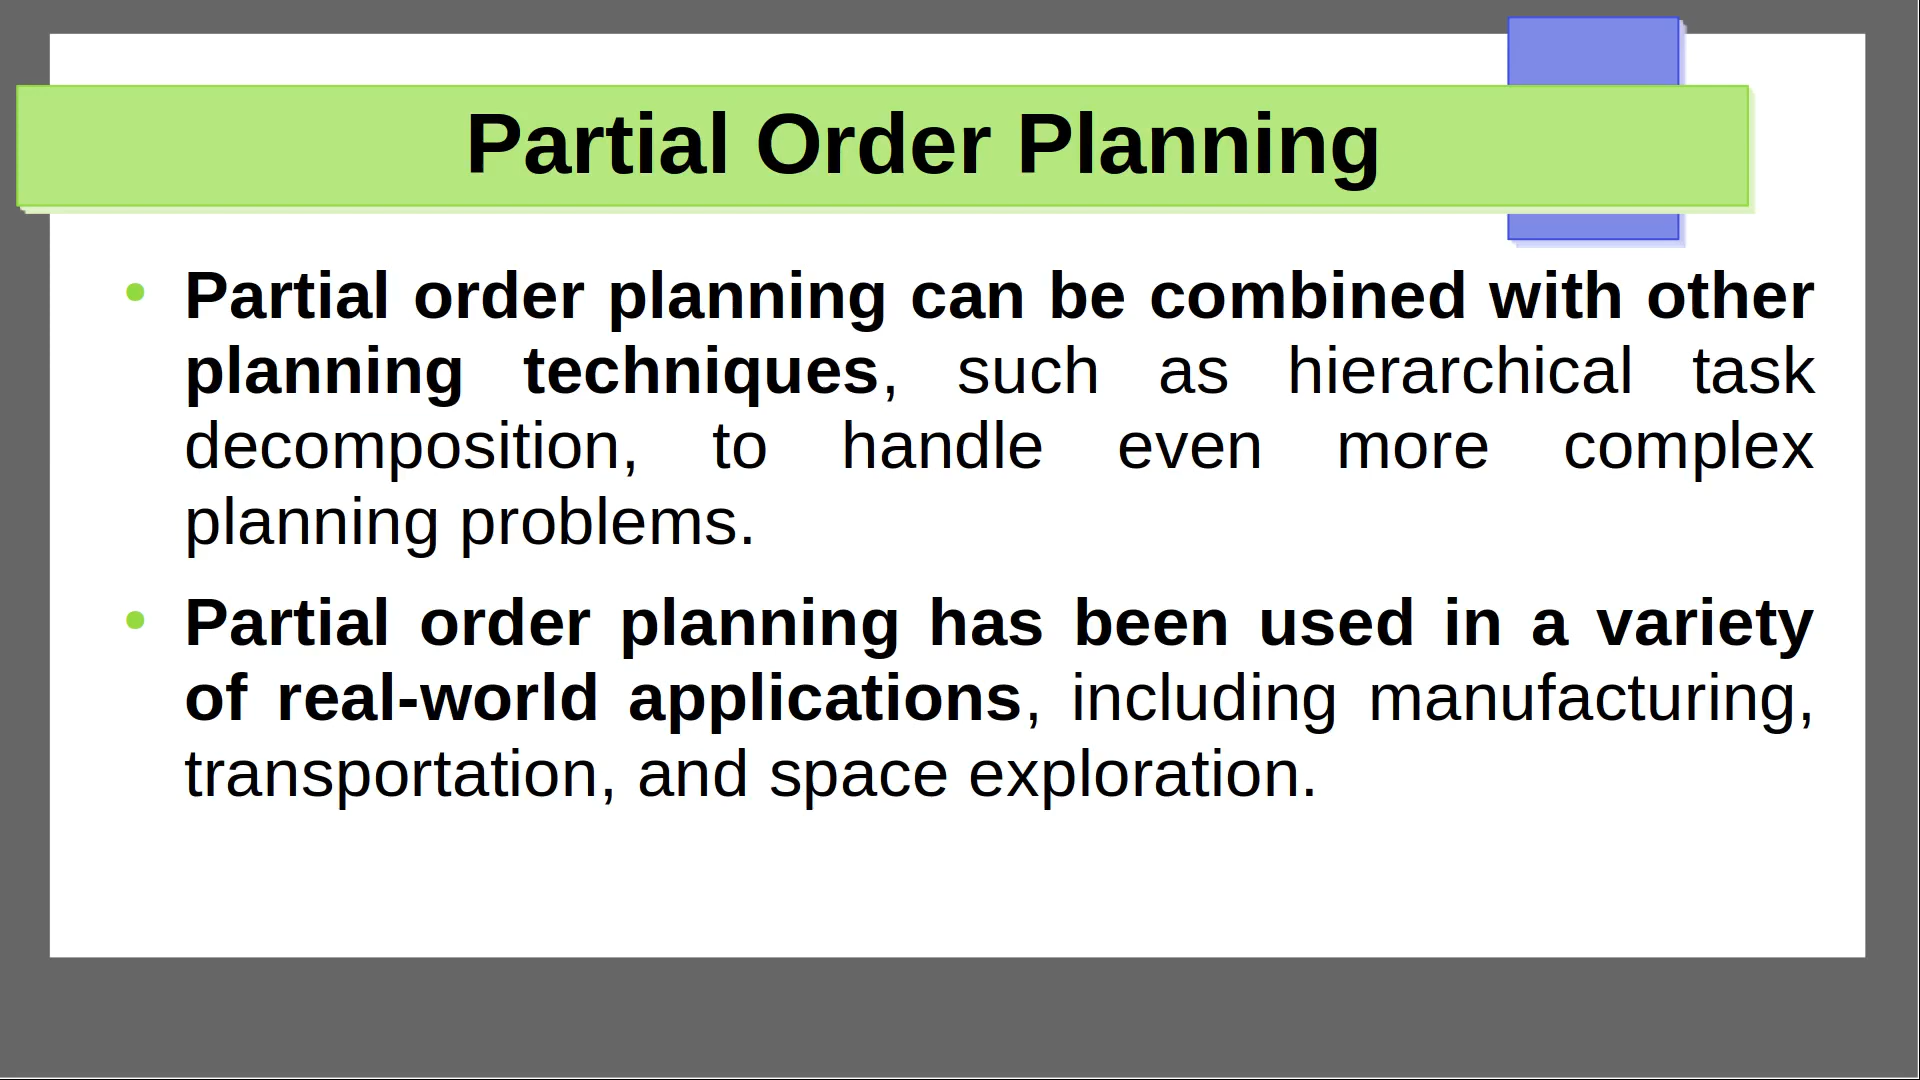 Partial Order Planning
• Partial order planning can be combined with other
planning techniques, such as hierarchical task
decomposition, to handle even more complex
planning problems.
• Partial order planning has been used in a variety
of real-world applications, including manufacturing,
transportation, and space exploration.